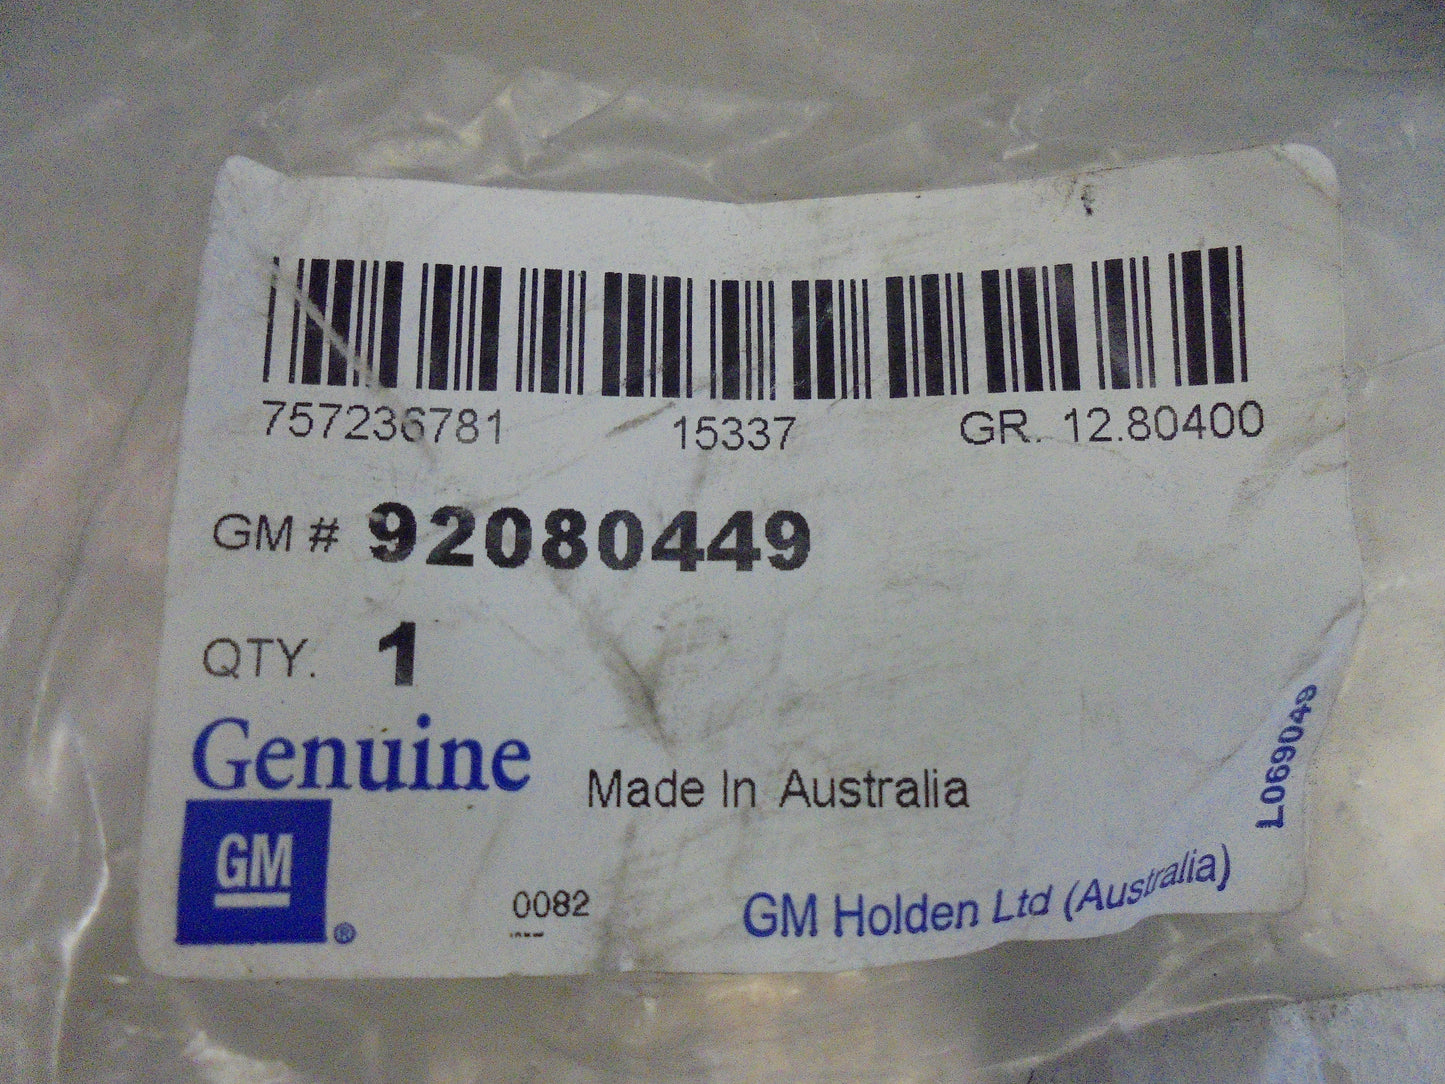 757236781 15337 GR. 12.80400
GM # 92080449
QTY. 1
Genuine
Made In Australia
GM
®
0082
GM Holden Ltd (Australia)
L069049